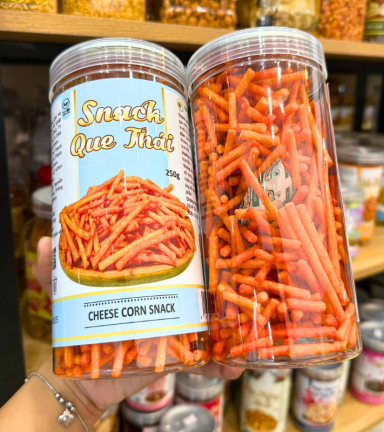 Snack
Que Thái
250g
CHEESE CORN SNACK